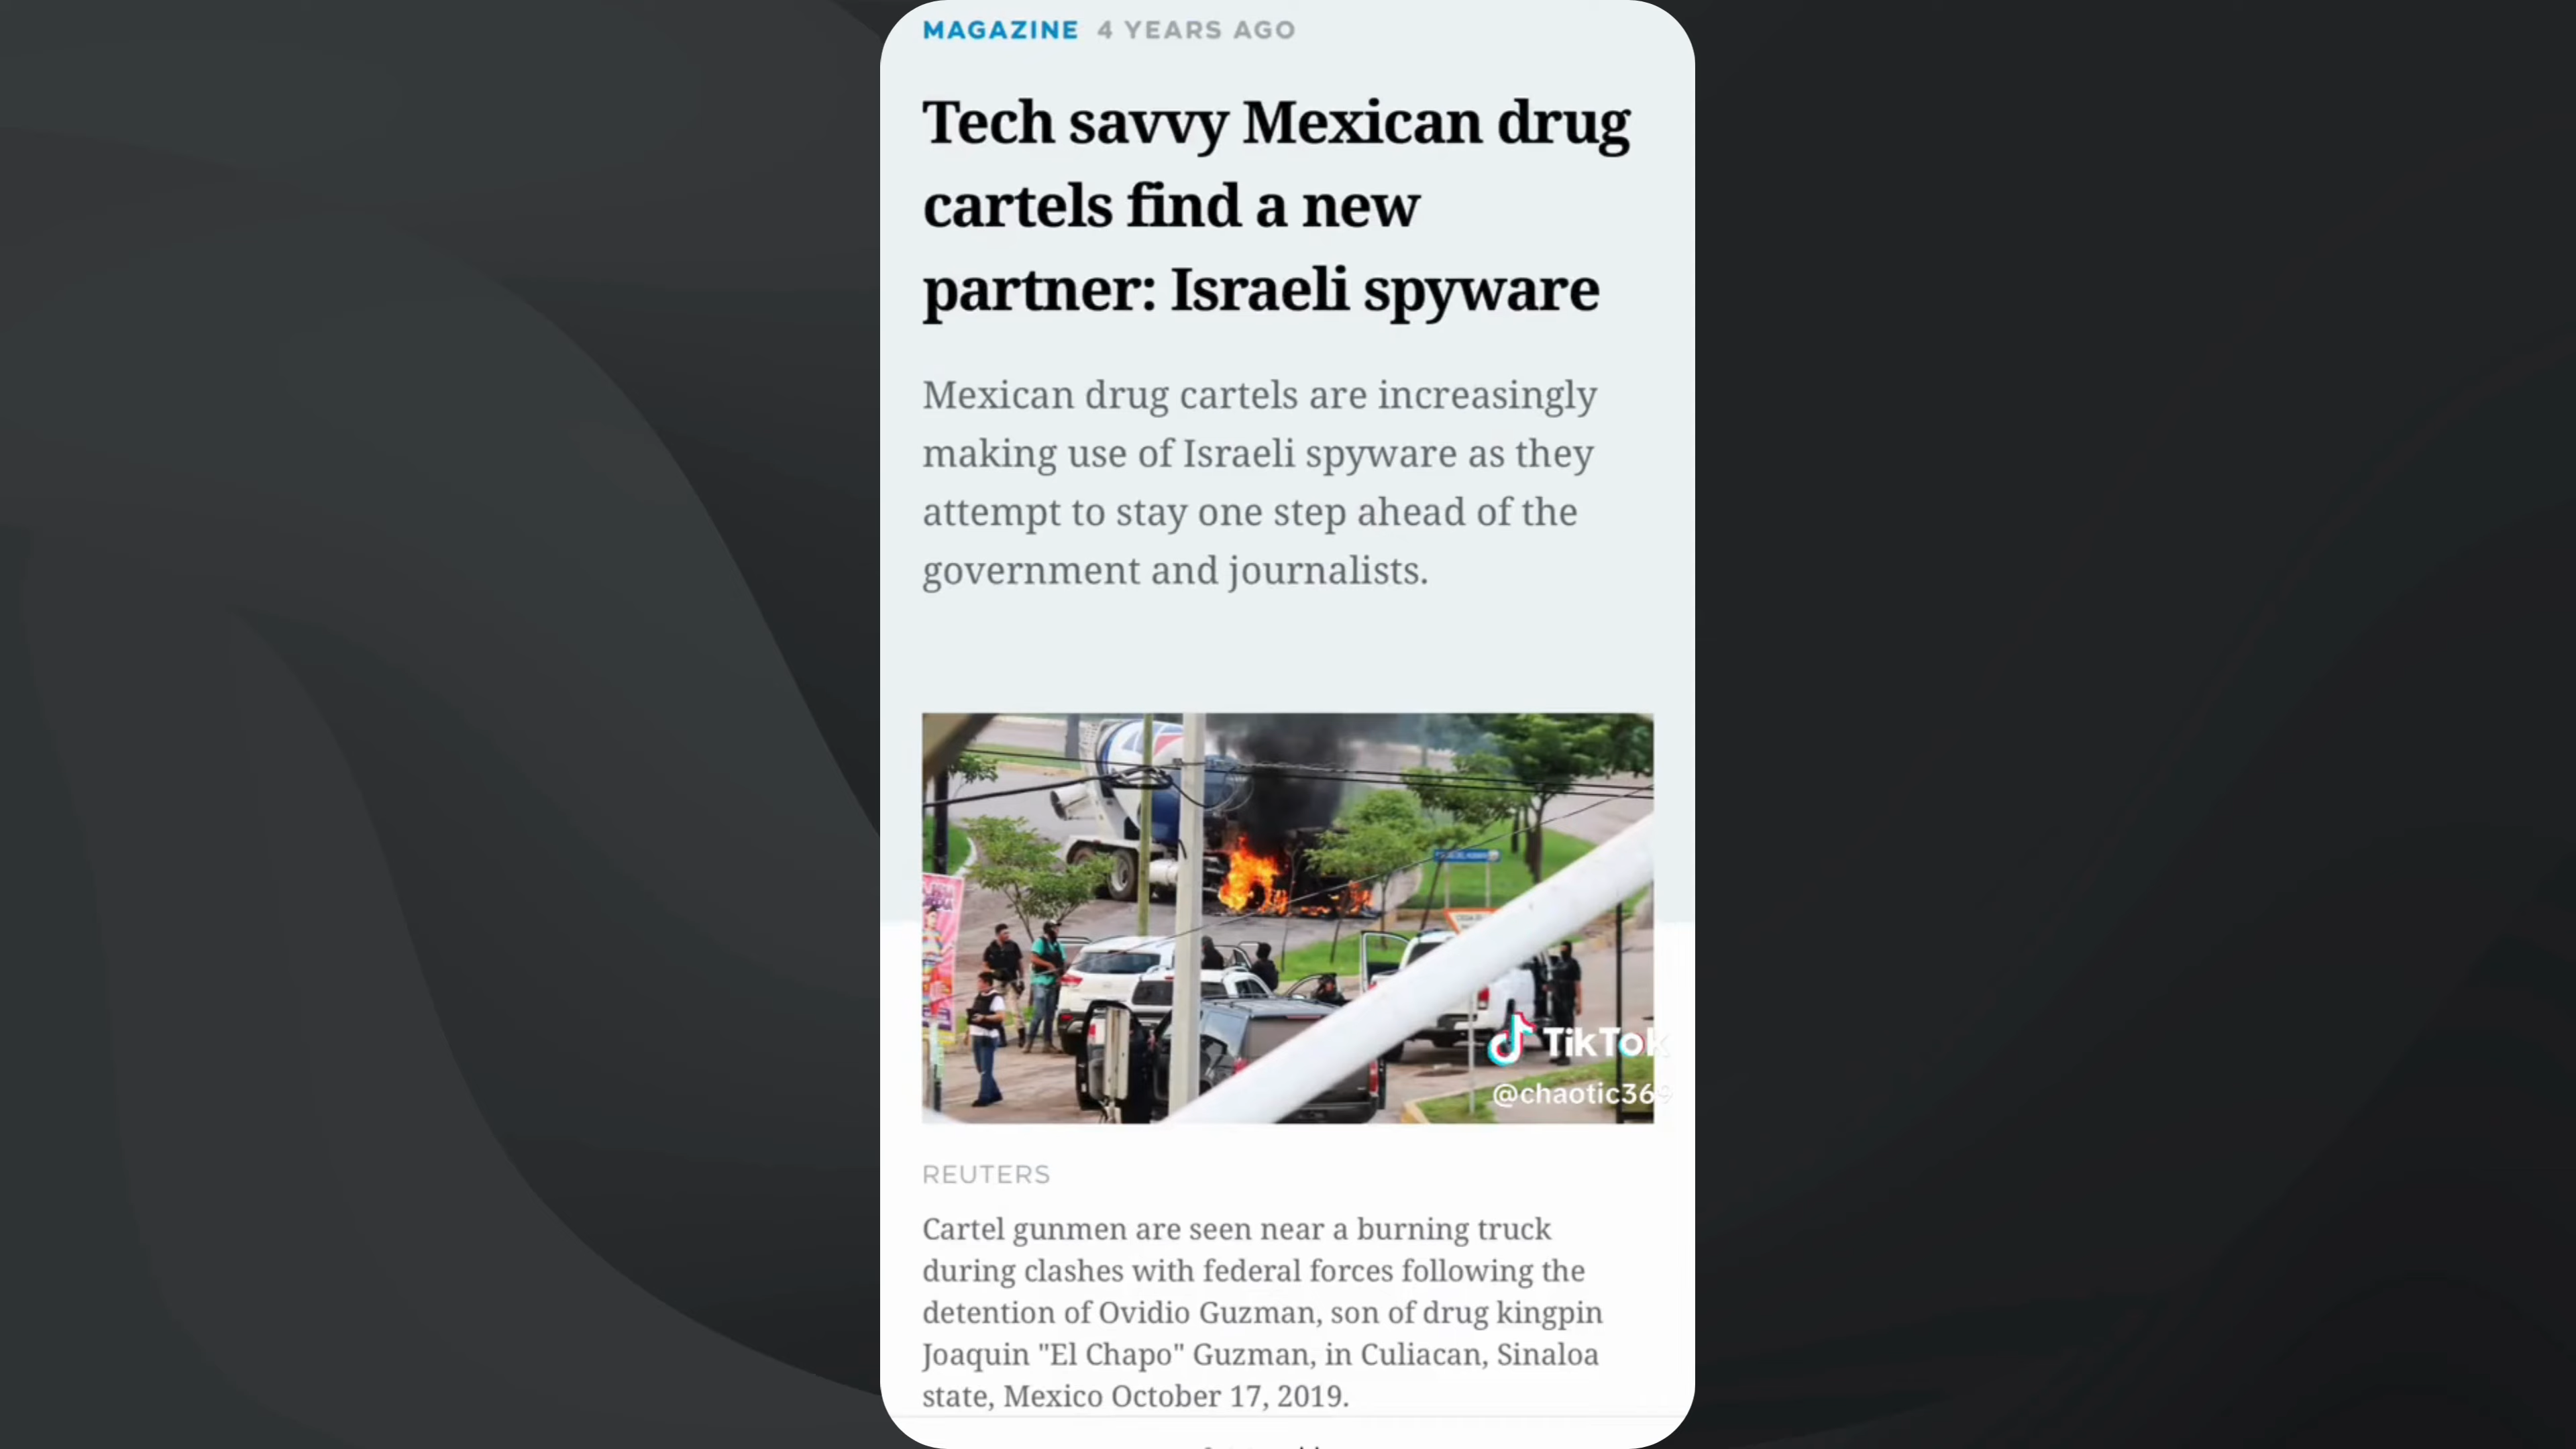 MAGAZINE 4 YEARS AGO
Tech savvy Mexican drug
cartels find a new
partner: Israeli spyware
Mexican drug cartels are increasingly
making use of Israeli spyware as they
attempt to stay one step ahead of the
government and journalists.
TikTok
@chaotic369
REUTERS
Cartel gunmen are seen near a burning truck
during clashes with federal forces following the
detention of Ovidio Guzman, son of drug kingpin
Joaquin "El Chapo" Guzman, in Culiacan, Sinaloa
state, Mexico October 17, 2019.